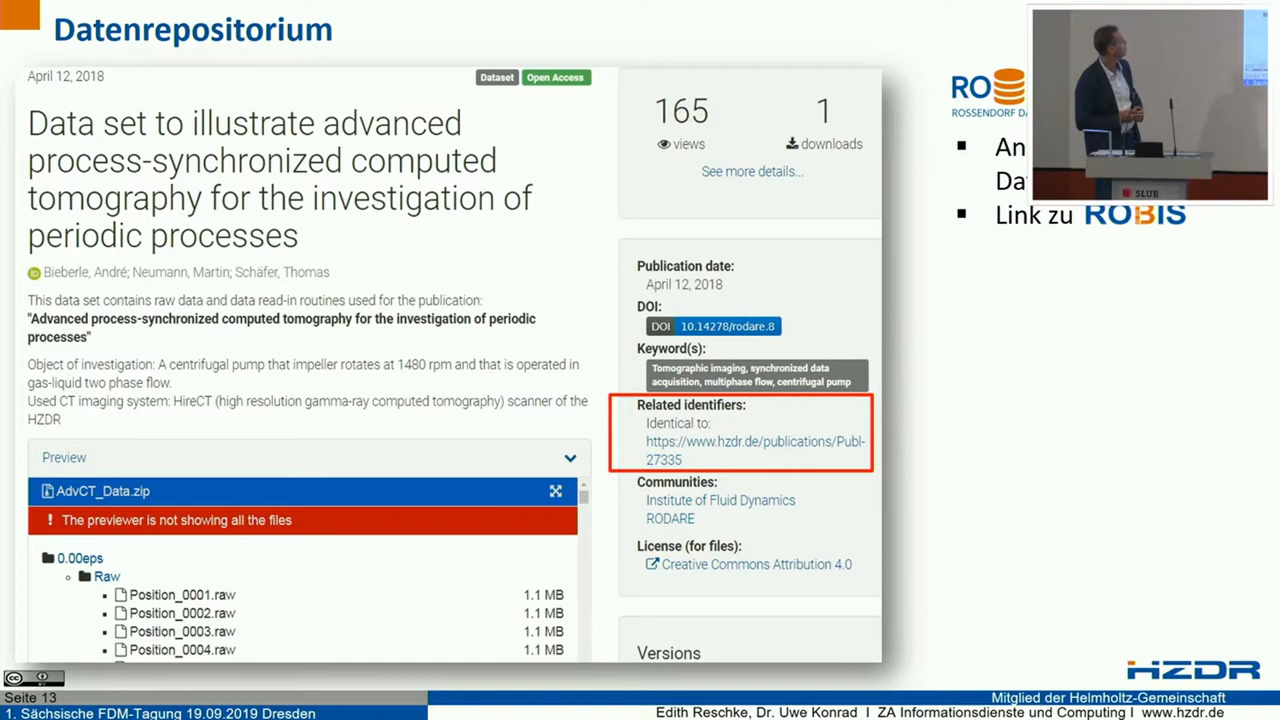 Datenrepositorium
April 12, 2018
Dataset
Open Access
Data set to illustrate advanced
process-synchronized computed
tomography for the investigation of
periodic processes
Bieberle, André; Neumann, Martin; Schäfer, Thomas
This data set contains raw data and data read-in routines used for the publication:
"Advanced process-synchronized computed tomography for the investigation of periodic
processes"
Object of investigation: A centrifugal pump that impeller rotates at 1480 rpm and that is operated in
gas-liquid two phase flow.
Used CT imaging system: HireCT (high resolution gamma-ray computed tomography) scanner of the
HZDR
Preview
AdvCT_Data.zip
! The previewer is not showing all the files
0.00eps
Raw
Position_0001.raw 1.1 MB
Position_0002.raw 1.1 MB
Position_0003.raw 1.1 MB
Position_0004.raw 1.1 MB
165 1
views downloads
See more details...
Publication date:
April 12, 2018
DOI:
DOI 10.14278/rodare.8
Keyword(s):
Tomographic imaging, synchronized data
acquisition, multiphase flow, centrifugal pump
Related identifiers:
Identical to:
https://www.hzdr.de/publications/Publ-
27335
Communities:
Institute of Fluid Dynamics
RODARE
License (for files):
Creative Commons Attribution 4.0
Versions
RO
ROSSENDORF DA
▪ An
Da
▪ Link zu ROBIS
SLUB
HZDR
cc
BY
Seite 13
Mitglied der Helmholtz-Gemeinschaft
1. Sächsische FDM-Tagung 19.09.2019 Dresden
Edith Reschke, Dr. Uwe Konrad I ZA Informationsdienste und Computing I www.hzdr.de